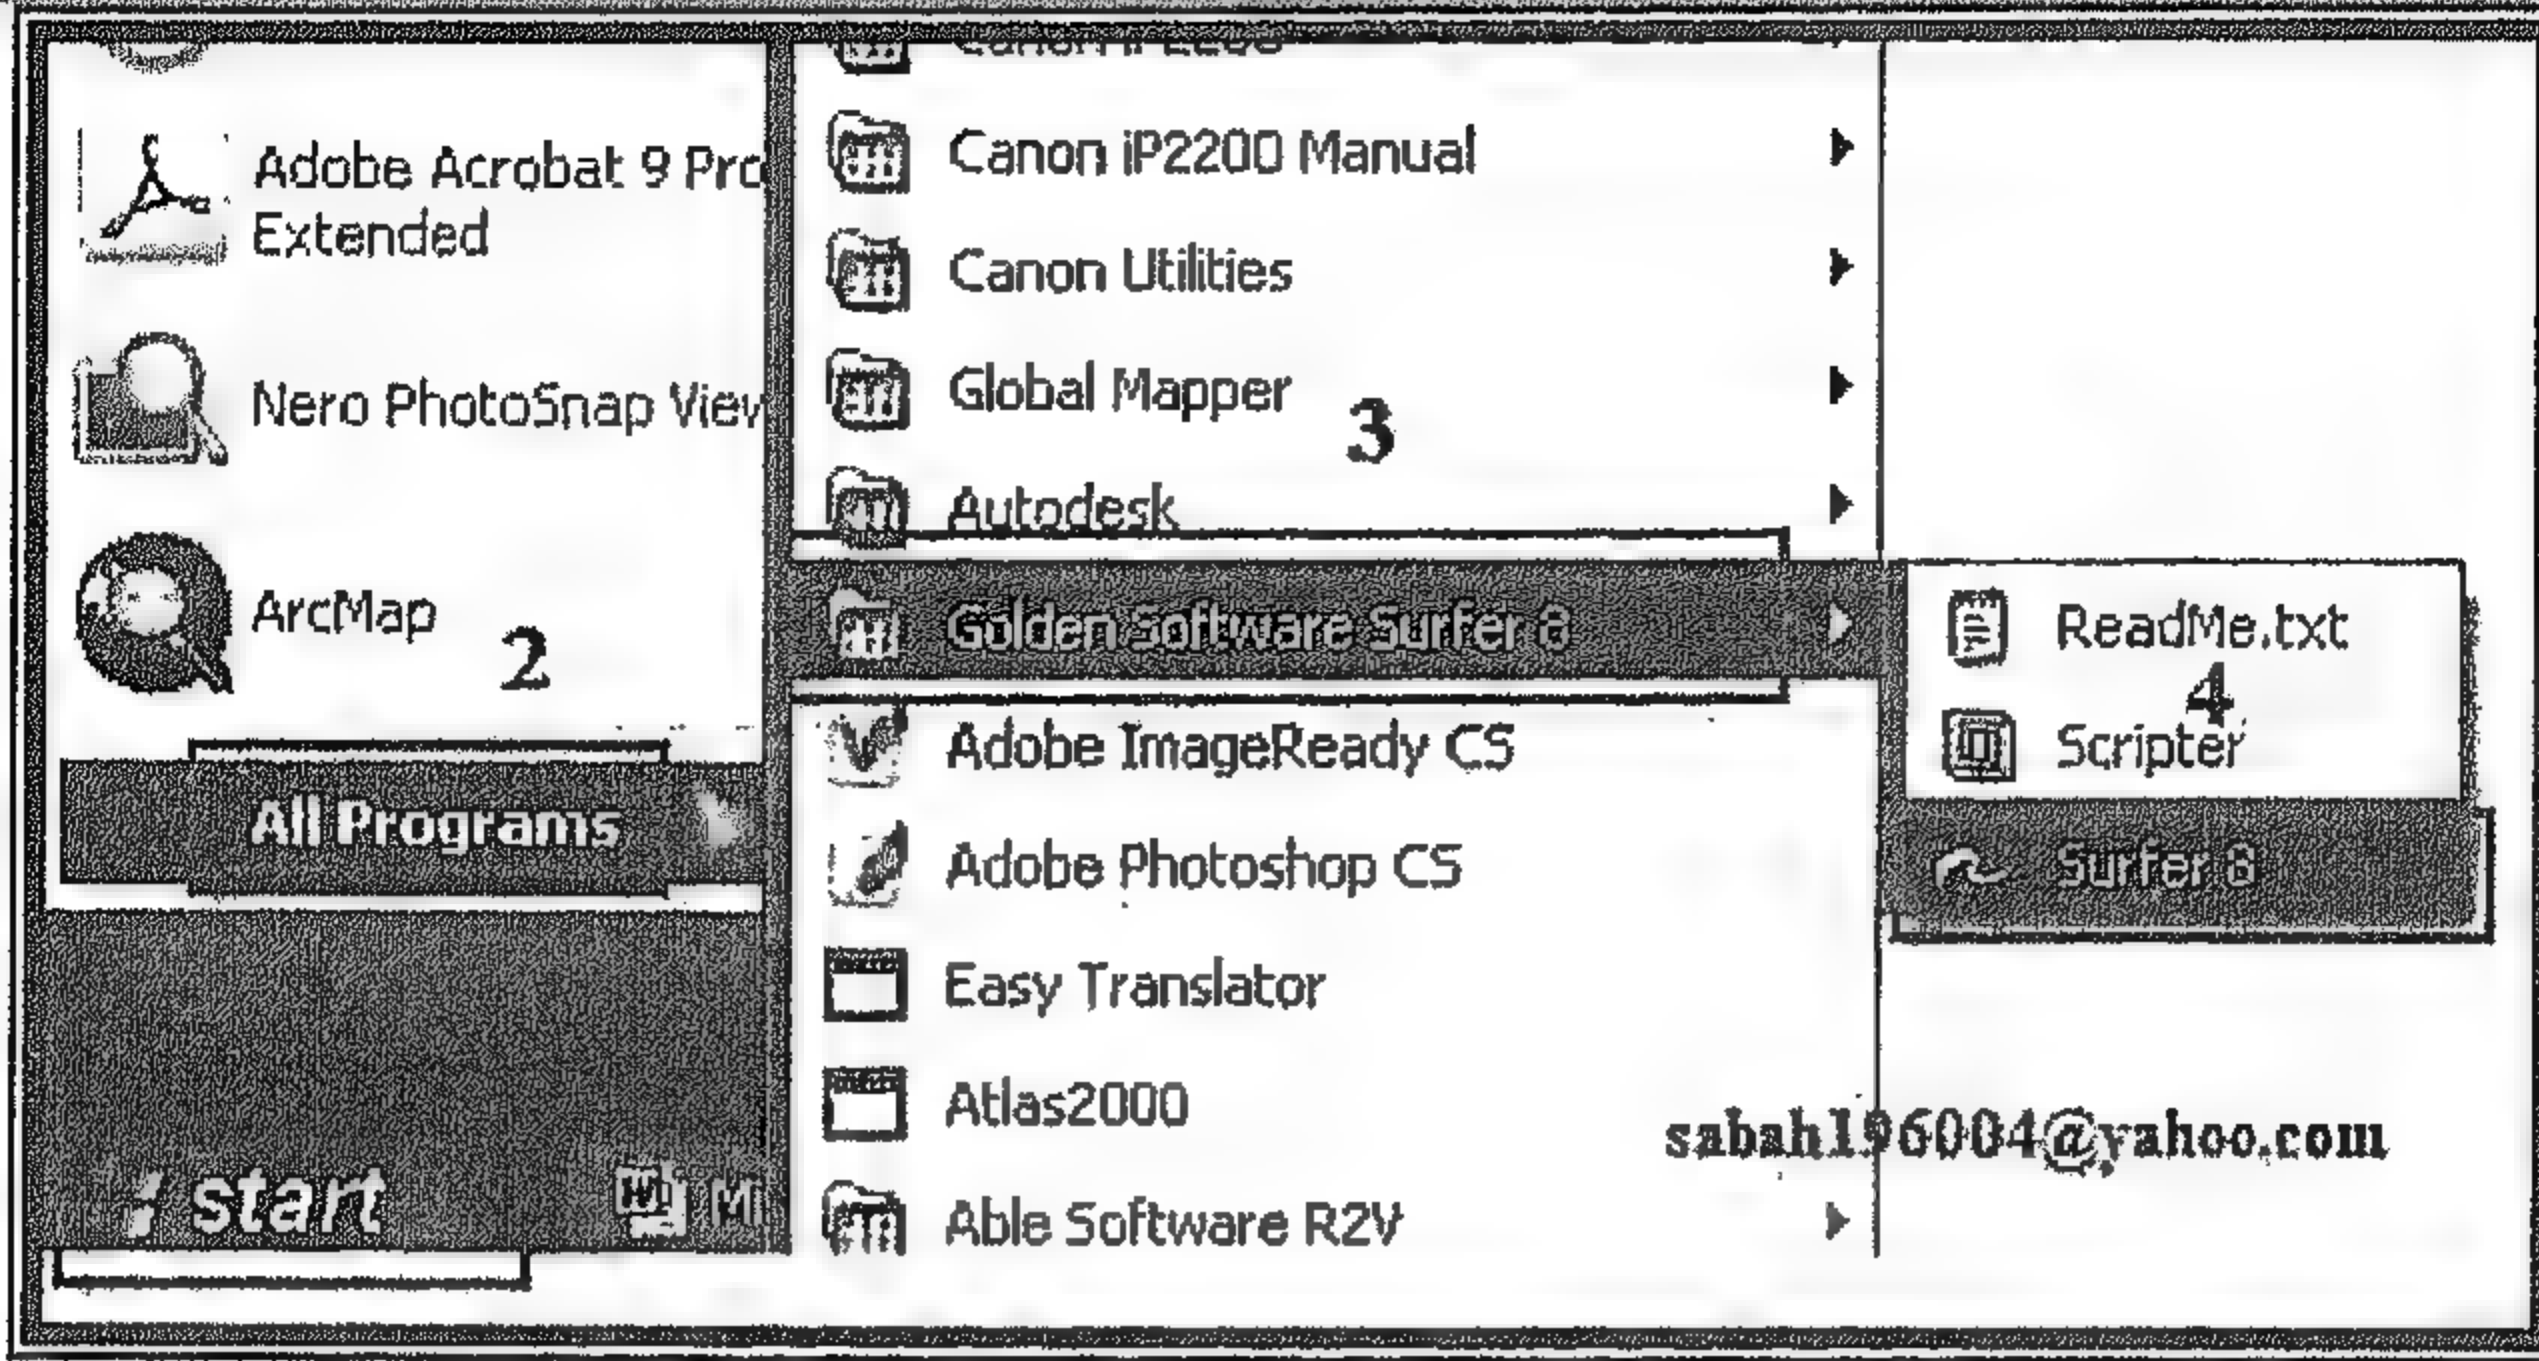 Adobe Acrobat 9 Pro
Extended
Nero PhotoSnap View
ArcMap
2
All Programs
start
M
Canon iP2200
Canon iP2200 Manual
Canon Utilities
Global Mapper
3
Autodesk
Golden Software Surfer 8
Adobe ImageReady CS
Adobe Photoshop CS
Easy Translator
Atlas2000
Able Software R2V
ReadMe.txt
4
Scripter
Surfer 8
sabah196004@yahoo.com